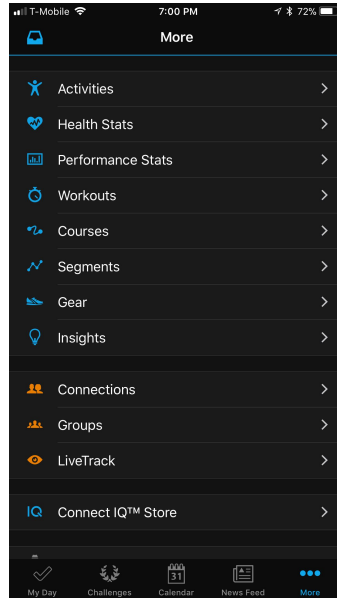 T-Mobile 7:00 PM 72%
More
Activities
Health Stats
Performance Stats
Workouts
Courses
Segments
Gear
Insights
Connections
Groups
LiveTrack
IQ Connect IQ™ Store
31
My Day Challenges Calendar News Feed More